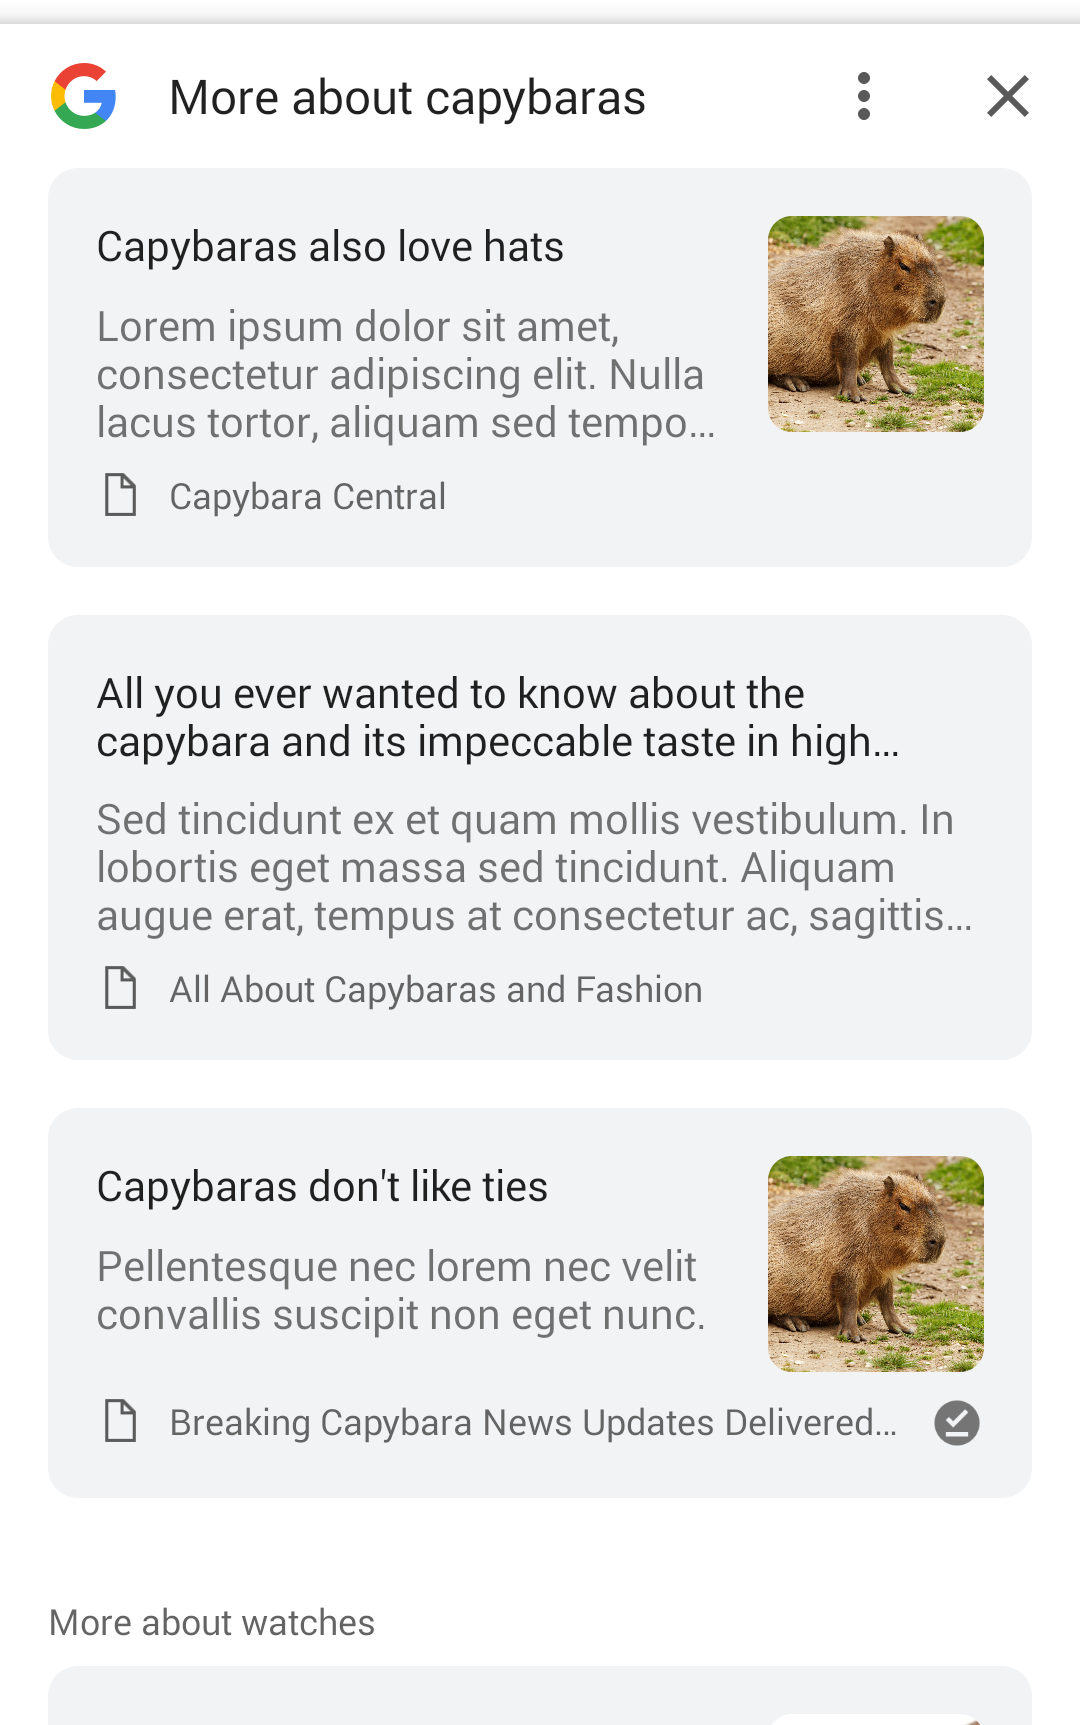 More about capybaras
Capybaras also love hats
Lorem ipsum dolor sit amet,
consectetur adipiscing elit. Nulla
lacus tortor, aliquam sed tempo...
Capybara Central
All you ever wanted to know about the
capybara and its impeccable taste in high...
Sed tincidunt ex et quam mollis vestibulum. In
lobortis eget massa sed tincidunt. Aliquam
augue erat, tempus at consectetur ac, sagittis...
All About Capybaras and Fashion
Capybaras don't like ties
Pellentesque nec lorem nec velit
convallis suscipit non eget nunc.
Breaking Capybara News Updates Delivered...
More about watches